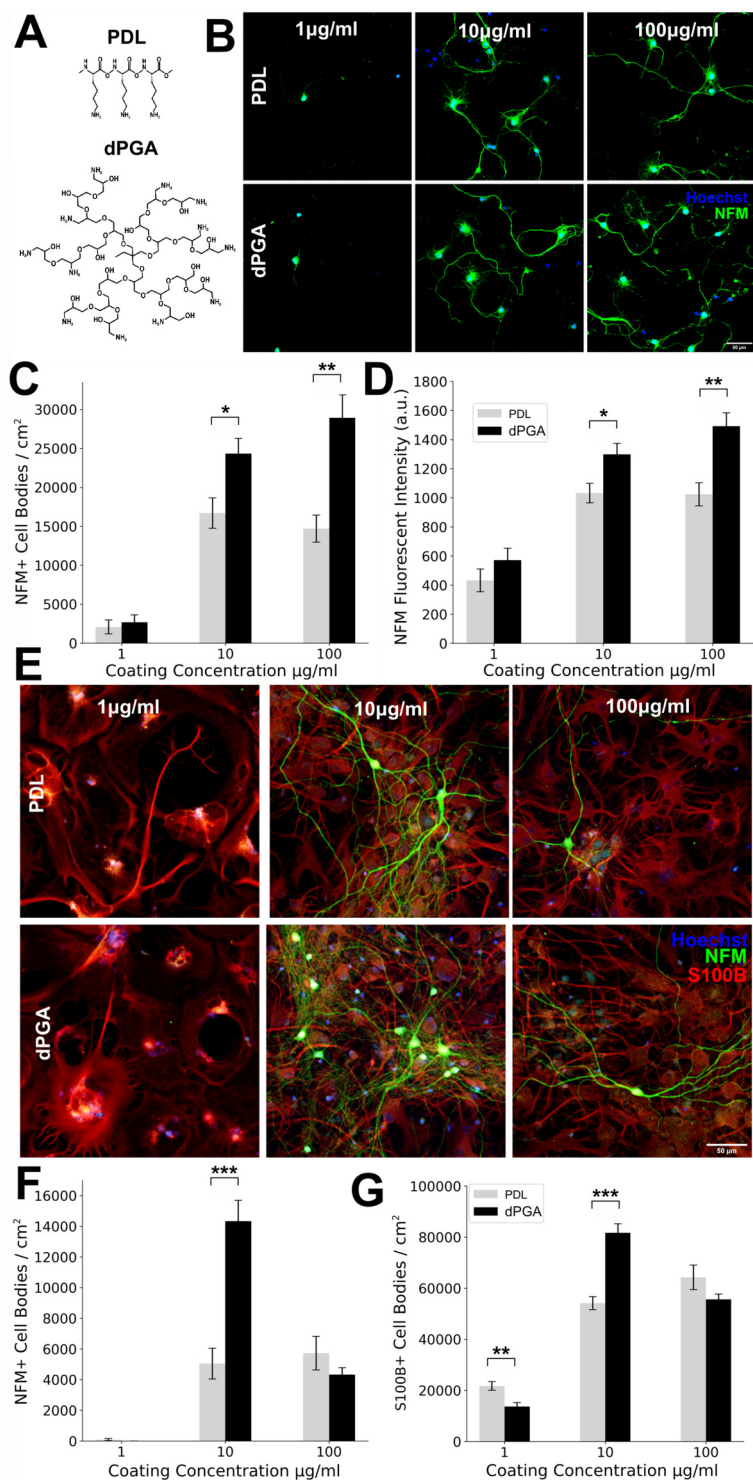 A
PDL
N
H
O
HN
O
H
N
O
HN
O
NH₂
NH₂
NH₂
dPGA
B
1µg/ml
10µg/ml
100µg/ml
PDL
dPGA
Hoechst
NFM
50 µm
C
NFM+ Cell Bodies / cm²
30000
25000
20000
15000
10000
5000
0
*
**
1
10
100
Coating Concentration µg/ml
D
NFM Fluorescent Intensity (a.u.)
1800
1600
1400
1200
1000
800
600
400
200
0
PDL
dPGA
*
**
1
10
100
Coating Concentration µg/ml
E
1µg/ml
10µg/ml
100µg/ml
PDL
dPGA
Hoechst
NFM
S100B
50 µm
F
NFM+ Cell Bodies / cm²
16000
14000
12000
10000
8000
6000
4000
2000
0
***
1
10
100
Coating Concentration µg/ml
G
S100B+ Cell Bodies / cm²
100000
80000
60000
40000
20000
0
PDL
dPGA
**
***
1
10
100
Coating Concentration µg/ml